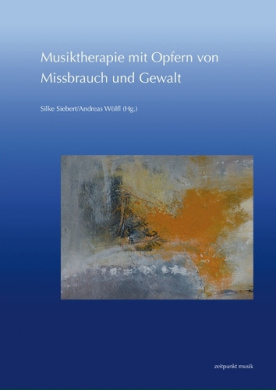 Musiktherapie mit Opfern von
Missbrauch und Gewalt
Silke Siebert/Andreas Wölfl (Hg.)
zeitpunkt musik